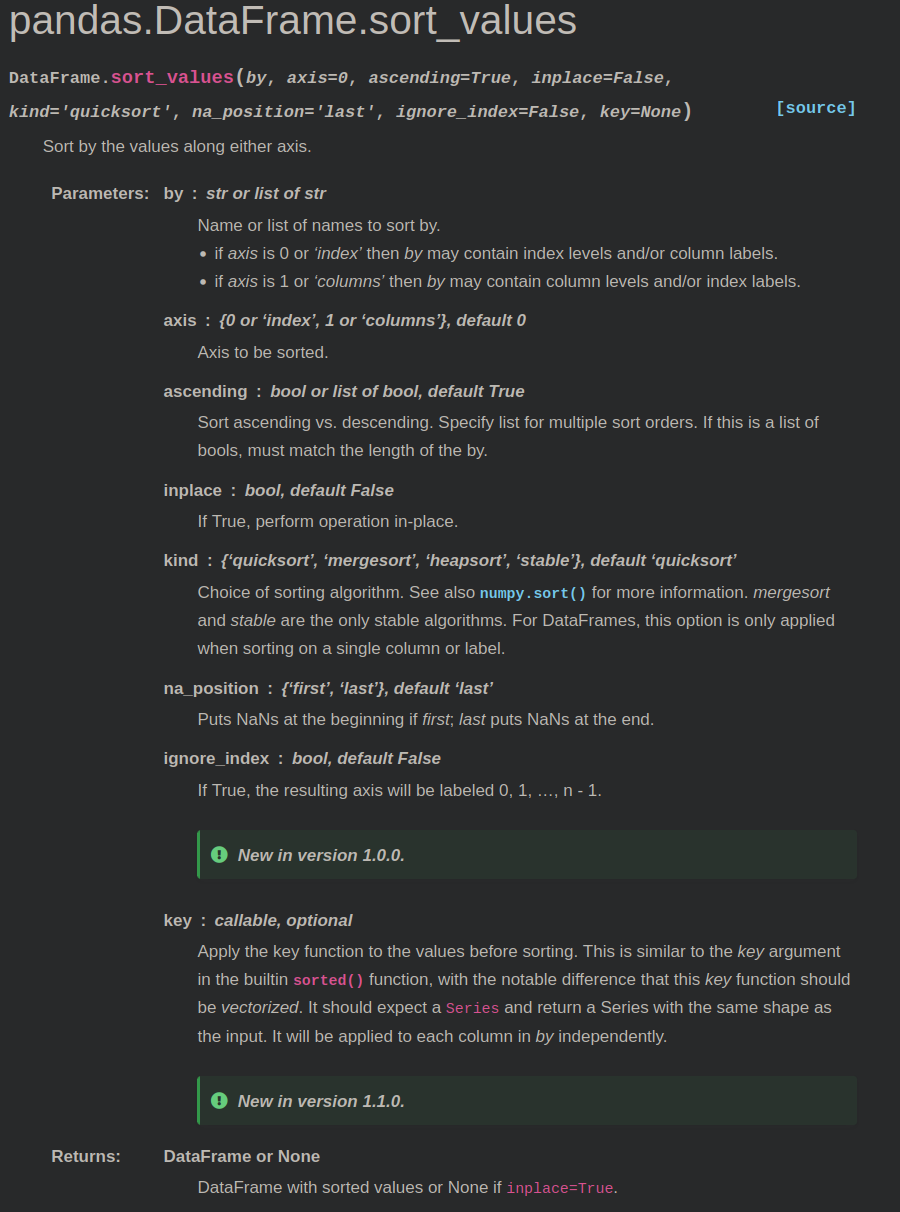 pandas.DataFrame.sort_values
DataFrame.sort_values(by, axis=0, ascending=True, inplace=False,
kind='quicksort', na_position='last', ignore_index=False, key=None) [source]
Sort by the values along either axis.
Parameters: by : str or list of str
Name or list of names to sort by.
• if axis is 0 or ‘index’ then by may contain index levels and/or column labels.
• if axis is 1 or ‘columns’ then by may contain column levels and/or index labels.
axis : {0 or ‘index’, 1 or ‘columns’}, default 0
Axis to be sorted.
ascending : bool or list of bool, default True
Sort ascending vs. descending. Specify list for multiple sort orders. If this is a list of
bools, must match the length of the by.
inplace : bool, default False
If True, perform operation in-place.
kind : {‘quicksort’, ‘mergesort’, ‘heapsort’, ‘stable’}, default ‘quicksort’
Choice of sorting algorithm. See also numpy.sort() for more information. mergesort
and stable are the only stable algorithms. For DataFrames, this option is only applied
when sorting on a single column or label.
na_position : {‘first’, ‘last’}, default ‘last’
Puts NaNs at the beginning if first; last puts NaNs at the end.
ignore_index : bool, default False
If True, the resulting axis will be labeled 0, 1, …, n - 1.
New in version 1.0.0.
key : callable, optional
Apply the key function to the values before sorting. This is similar to the key argument
in the builtin sorted() function, with the notable difference that this key function should
be vectorized. It should expect a Series and return a Series with the same shape as
the input. It will be applied to each column in by independently.
New in version 1.1.0.
Returns: DataFrame or None
DataFrame with sorted values or None if inplace=True.